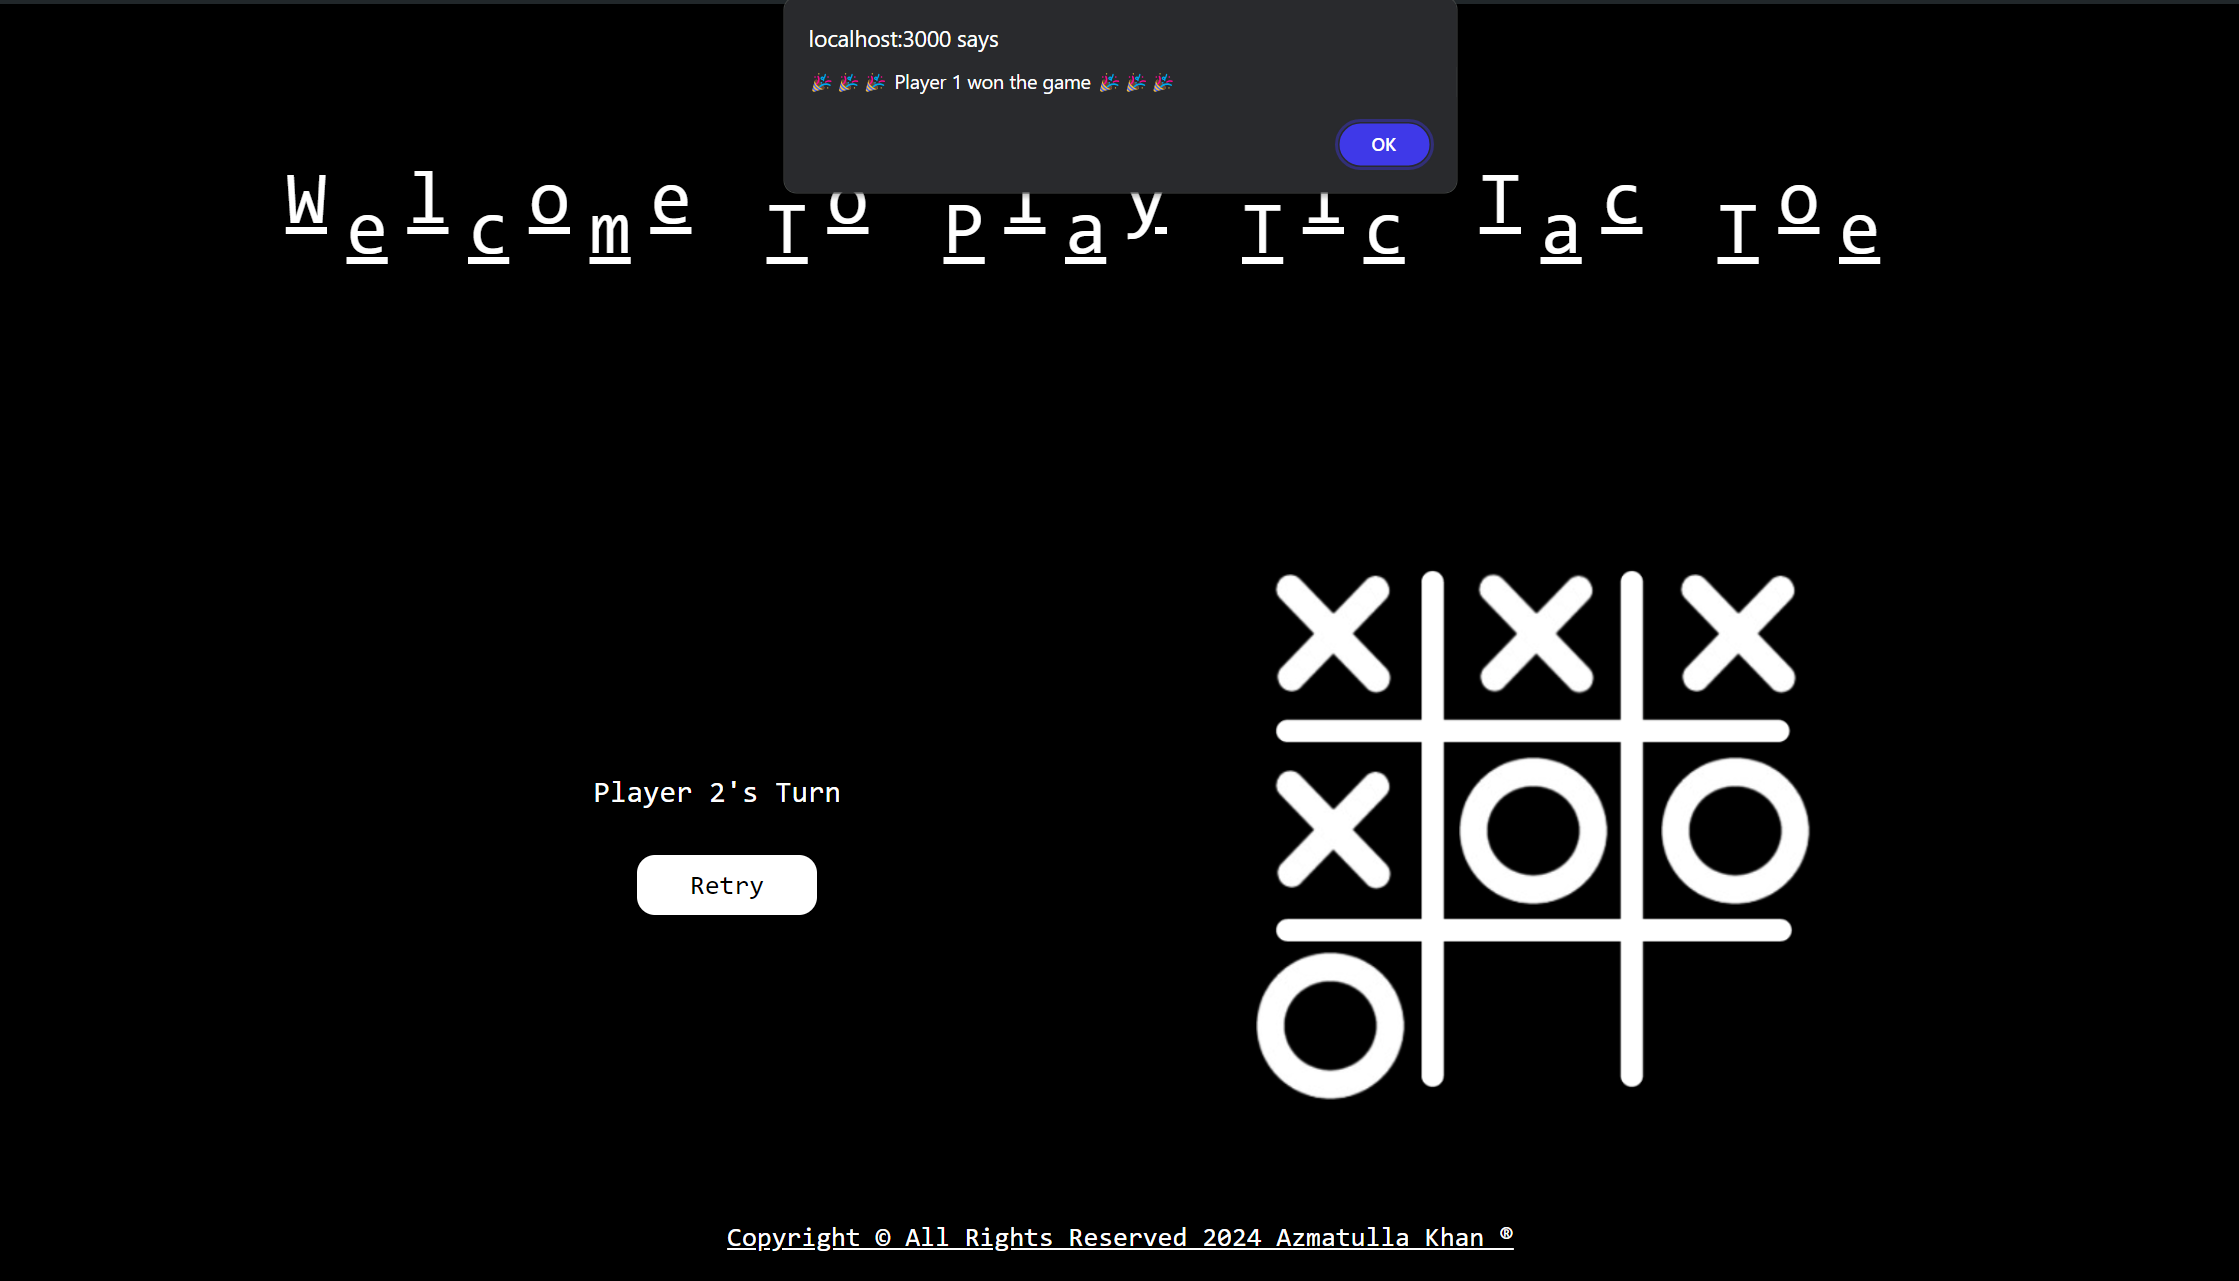 localhost:3000 says
🎉🎉🎉 Player 1 won the game 🎉🎉🎉
OK
Welcome To Play Tic Tac Toe
Player 2's Turn
Retry
Copyright © All Rights Reserved 2024 Azmatulla Khan ®